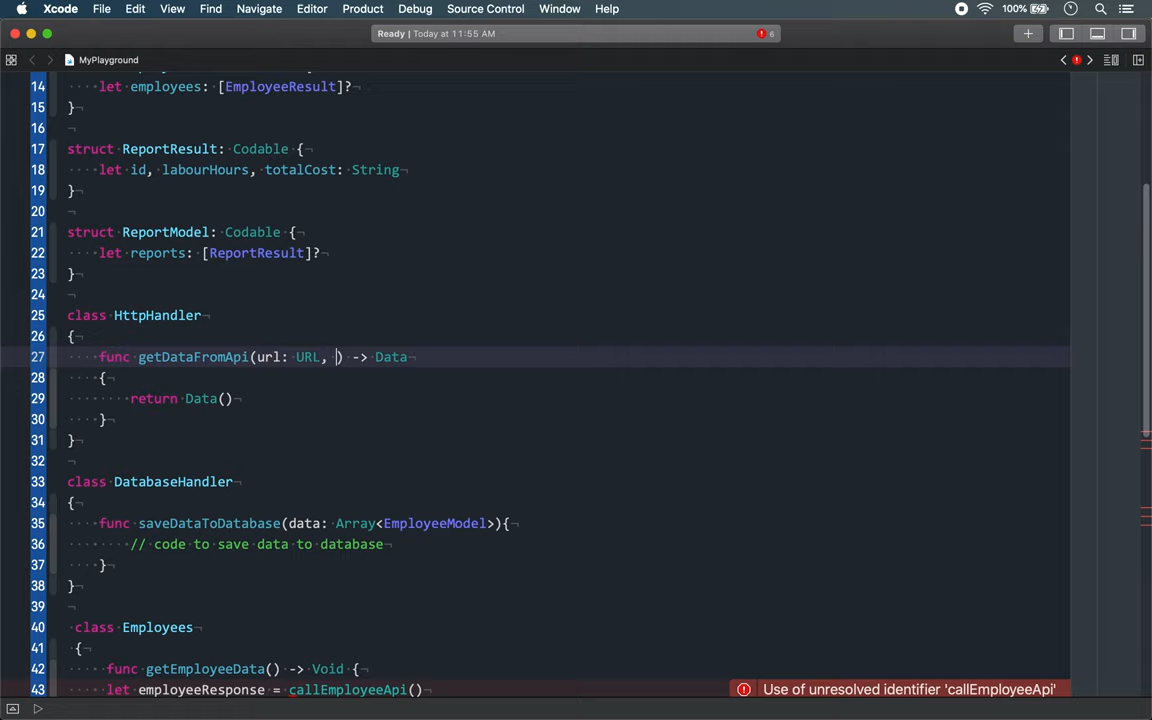 Xcode File Edit View Find Navigate Editor Product Debug Source Control Window Help 100%
Ready | Today at 11:55 AM 6
MyPlayground
14 let employees: [EmployeeResult]?
15 }
16
17 struct ReportResult: Codable {
18 let id, labourHours, totalCost: String
19 }
20
21 struct ReportModel: Codable {
22 let reports: [ReportResult]?
23 }
24
25 class HttpHandler
26 {
27 func getDataFromApi(url: URL, ) -> Data
28 {
29 return Data()
30 }
31 }
32
33 class DatabaseHandler
34 {
35 func saveDataToDatabase(data: Array<EmployeeModel>){
36 // code to save data to database
37 }
38 }
39
40 class Employees
41 {
42 func getEmployeeData() -> Void {
43 let employeeResponse = callEmployeeApi() Use of unresolved identifier 'callEmployeeApi'